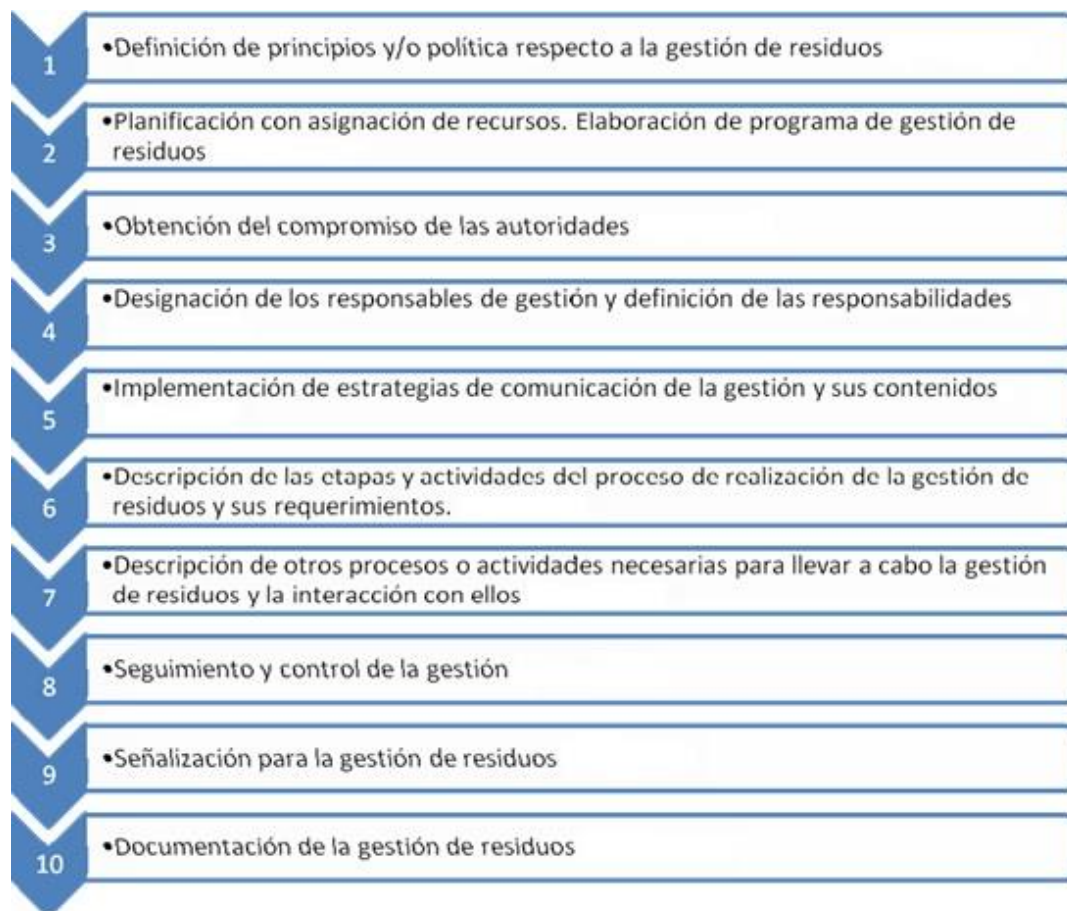 1
•Definición de principios y/o política respecto a la gestión de residuos
2
•Planificación con asignación de recursos. Elaboración de programa de gestión de
residuos
3
•Obtención del compromiso de las autoridades
4
•Designación de los responsables de gestión y definición de las responsabilidades
5
•Implementación de estrategias de comunicación de la gestión y sus contenidos
6
•Descripción de las etapas y actividades del proceso de realización de la gestión de
residuos y sus requerimientos.
7
•Descripción de otros procesos o actividades necesarias para llevar a cabo la gestión
de residuos y la interacción con ellos
8
•Seguimiento y control de la gestión
9
•Señalización para la gestión de residuos
10
•Documentación de la gestión de residuos